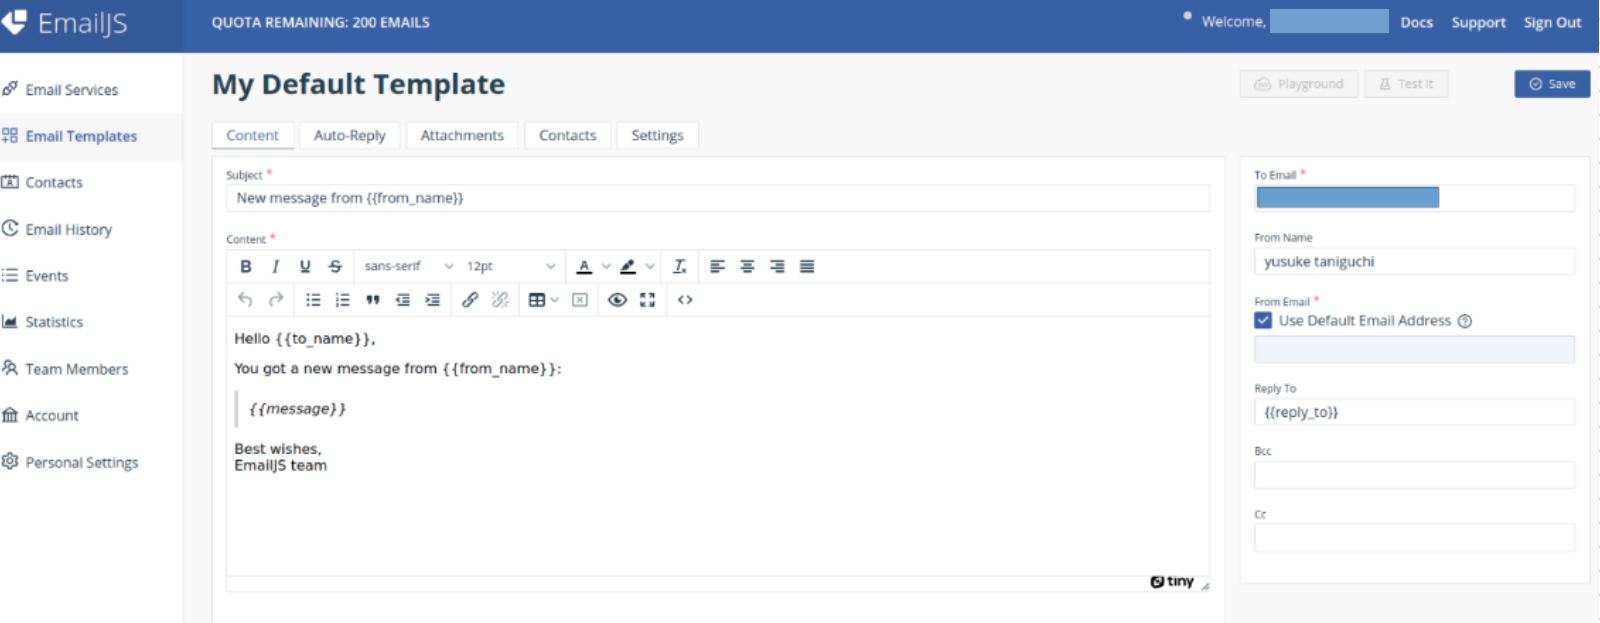 EmailJS
QUOTA REMAINING: 200 EMAILS
Welcome,
Docs
Support
Sign Out
Email Services
Email Templates
Contacts
Email History
Events
Statistics
Team Members
Account
Personal Settings
My Default Template
Playground
Test It
Save
Content
Auto-Reply
Attachments
Contacts
Settings
Subject *
New message from {{from_name}}
Content *
B I U S sans-serif 12pt A
Hello {{to_name}},
You got a new message from {{from_name}}:
{{message}}
Best wishes,
EmailJS team
tiny
To Email *
From Name
yusuke taniguchi
From Email *
Use Default Email Address
Reply To
{{reply_to}}
Bcc
Cc